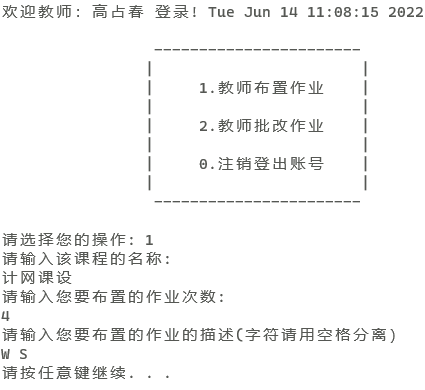 欢迎教师: 高占春 登录! Tue Jun 14 11:08:15 2022
-----------------------
1.教师布置作业
2.教师批改作业
0.注销登出账号
-----------------------
请选择您的操作: 1
请输入该课程的名称:
计网课设
请输入您要布置的作业次数:
4
请输入您要布置的作业的描述(字符请用空格分离)
W S
请按任意键继续. . .